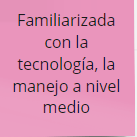 Familiarizada
con la
tecnología, la
manejo a nivel
medio